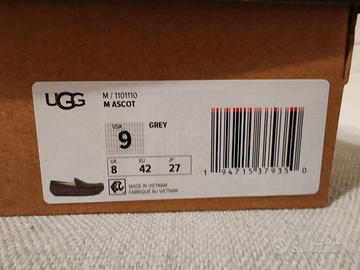 UGG
M / 1101110
M ASCOT
USA
9
GREY
UK EU JP
8 42 27
MADE IN VIETNAM
FABRIQUÉ AU VIETNAM
1 94715 37935 0
subito